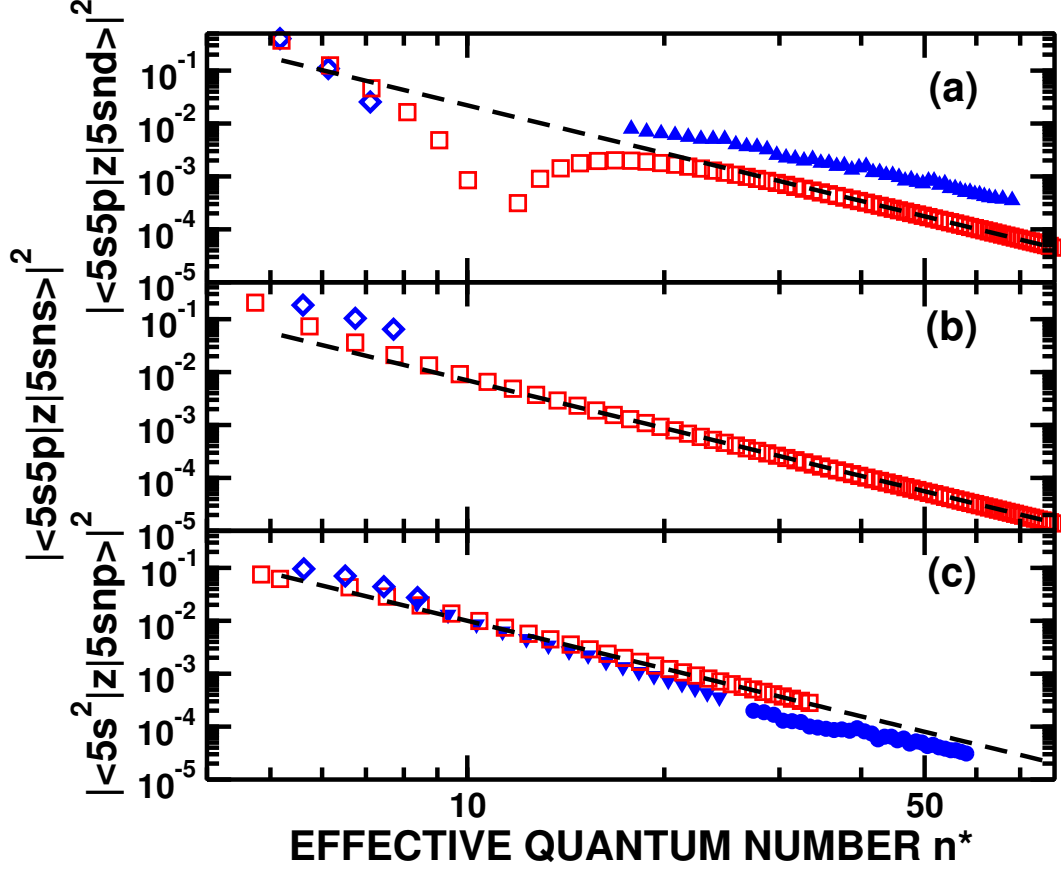 |<5s5p|z|5snd>|²
10⁻¹
10⁻²
10⁻³
10⁻⁴
10⁻⁵
(a)
|<5s5p|z|5sns>|²
10⁻¹
10⁻²
10⁻³
10⁻⁴
10⁻⁵
(b)
|<5s²|z|5snp>|²
10⁻¹
10⁻²
10⁻³
10⁻⁴
10⁻⁵
(c)
10 50
EFFECTIVE QUANTUM NUMBER n*